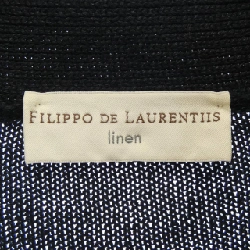 FILIPPO DE LAURENTIIS
linen